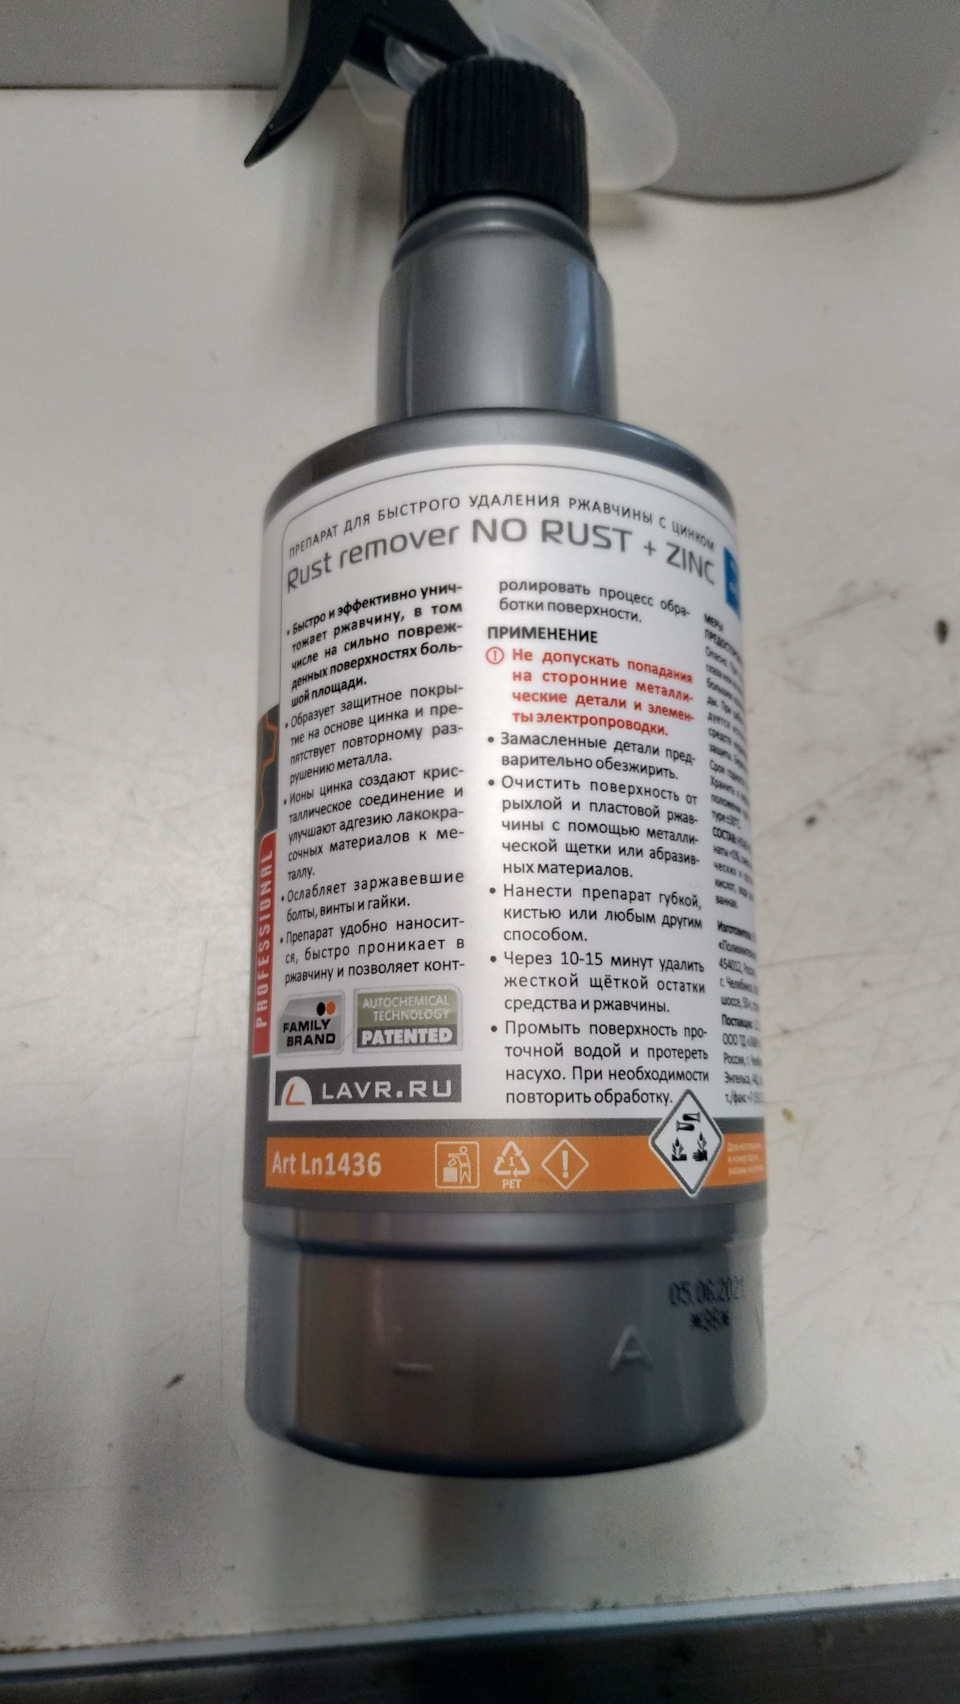 ПРЕПАРАТ ДЛЯ БЫСТРОГО УДАЛЕНИЯ РЖАВЧИНЫ С ЦИНКОМ
Rust remover NO RUST + ZINC
• Быстро и эффективно унич-
тожает ржавчину, в том
числе на сильно повреж-
денных поверхностях боль-
шой площади.
• Образует защитное покры-
тие на основе цинка и пре-
пятствует повторному раз-
рушению металла.
• Ионы цинка создают крис-
таллическое соединение и
улучшают адгезию лакокра-
сочных материалов к ме-
таллу.
• Ослабляет заржавевшие
болты, винты и гайки.
• Препарат удобно наносит-
ся, быстро проникает в
ржавчину и позволяет конт-
ролировать процесс обра-
ботки поверхности.
ПРИМЕНЕНИЕ
! Не допускать попадания
на сторонние металли-
ческие детали и элемен-
ты электропроводки.
• Замасленные детали пред-
варительно обезжирить.
• Очистить поверхность от
рыхлой и пластовой ржав-
чины с помощью металли-
ческой щетки или абразив-
ных материалов.
• Нанести препарат губкой,
кистью или любым другим
способом.
• Через 10-15 минут удалить
жесткой щёткой остатки
средства и ржавчины.
• Промыть поверхность про-
точной водой и протереть
насухо. При необходимости
повторить обработку.
МЕРЫ
PROFESSIONAL
FAMILY
BRAND
AUTOCHEMICAL
TECHNOLOGY
PATENTED
LAVR.RU
Art Ln1436
1
PET
!
05.06.2021
L A V